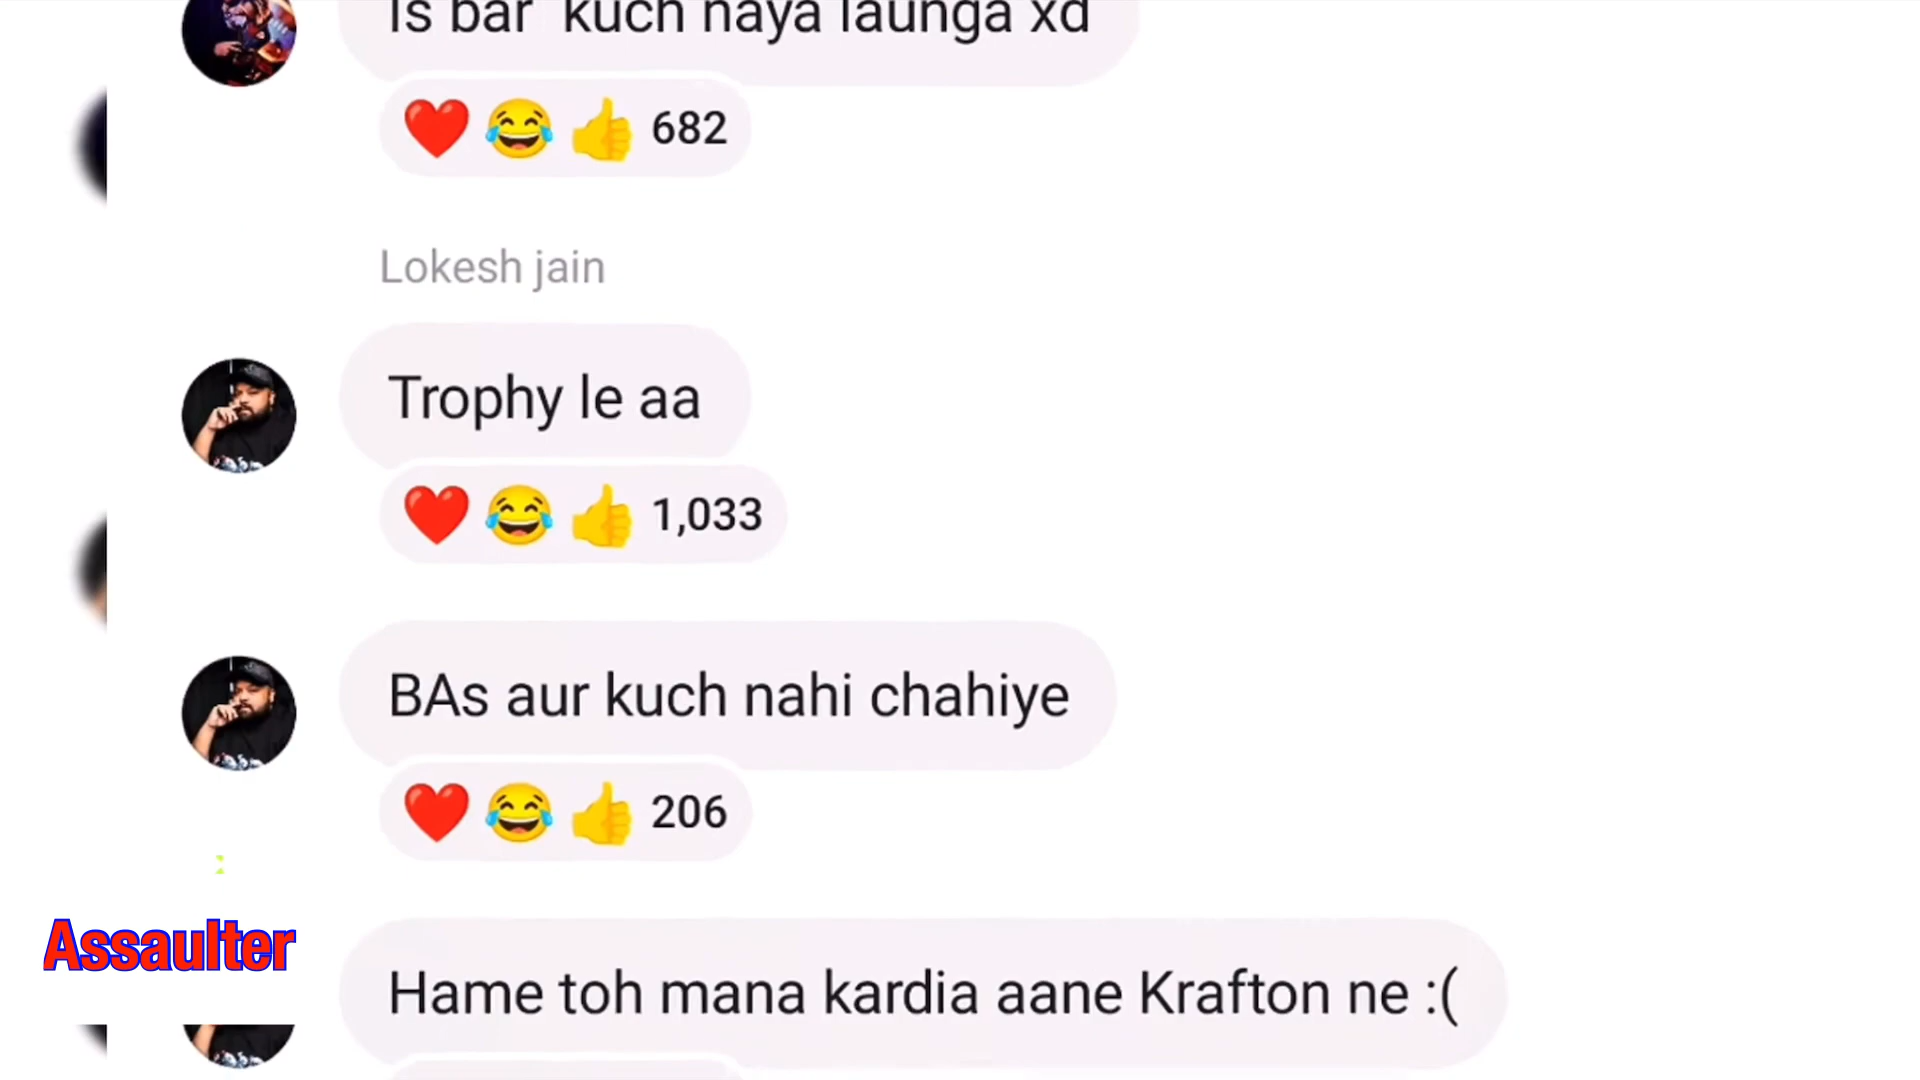 Is bar kuch naya launga xd
682
Lokesh jain
Trophy le aa
1,033
BAs aur kuch nahi chahiye
206
Assaulter
Hame toh mana kardia aane Krafton ne :(